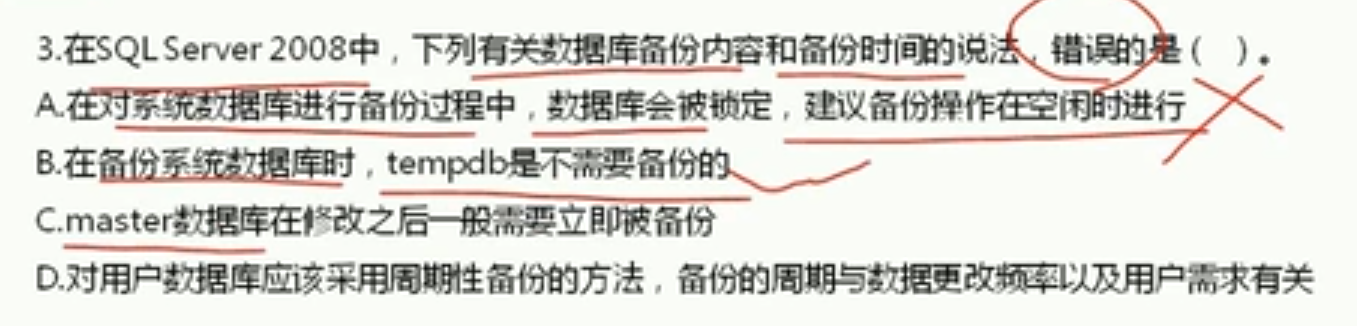 3.在SQL Server 2008中，下列有关数据库备份内容和备份时间的说法，错误的是（  ）。
A.在对系统数据库进行备份过程中，数据库会被锁定，建议备份操作在空闲时进行
B.在备份系统数据库时，tempdb是不需要备份的
C.master数据库在修改之后一般需要立即被备份
D.对用户数据库应该采用周期性备份的方法，备份的周期与数据更改频率以及用户需求有关